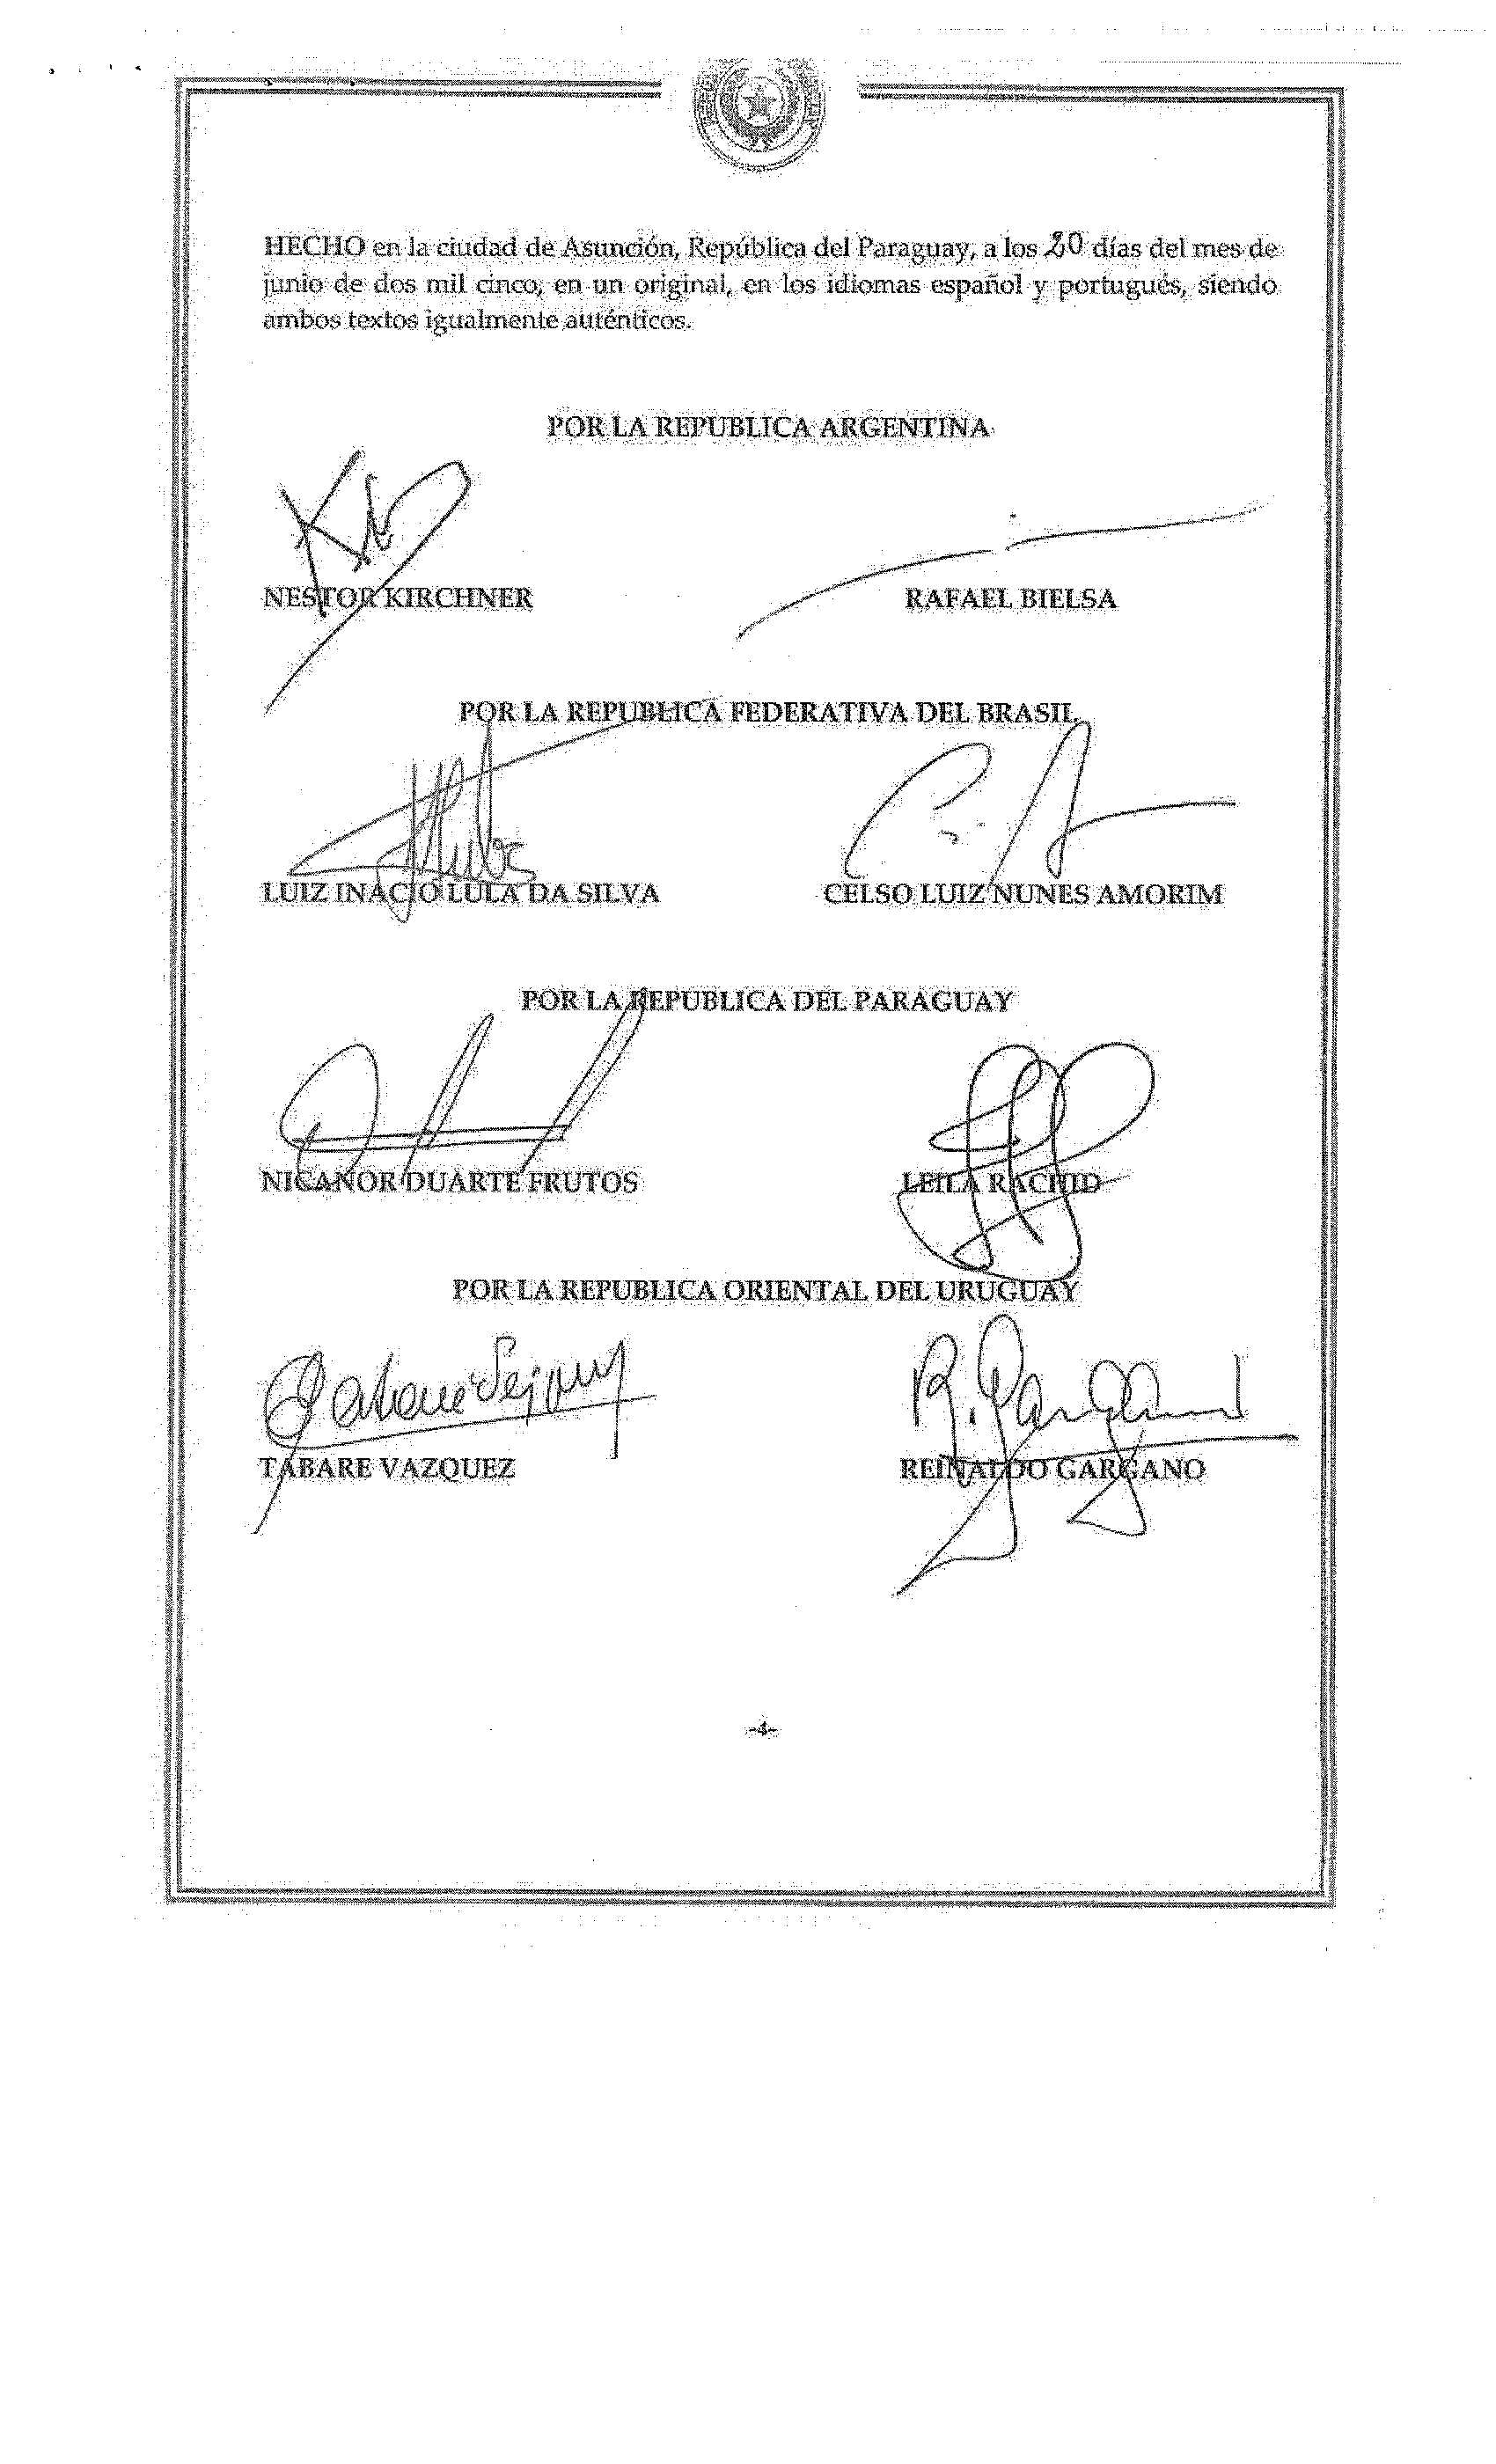 HECHO en la ciudad de Asunción, República del Paraguay, a los 20 días del mes de
junio de dos mil cinco, en un original, en los idiomas español y portugués, siendo
ambos textos igualmente auténticos.
POR LA REPUBLICA ARGENTINA
NESTOR KIRCHNER
RAFAEL BIELSA
POR LA REPUBLICA FEDERATIVA DEL BRASIL
LUIZ INACIO LULA DA SILVA
CELSO LUIZ NUNES AMORIM
POR LA REPUBLICA DEL PARAGUAY
NICANOR DUARTE FRUTOS
LEILA RACHID
POR LA REPUBLICA ORIENTAL DEL URUGUAY
TABARE VAZQUEZ
REINALDO GARGANO
-4-